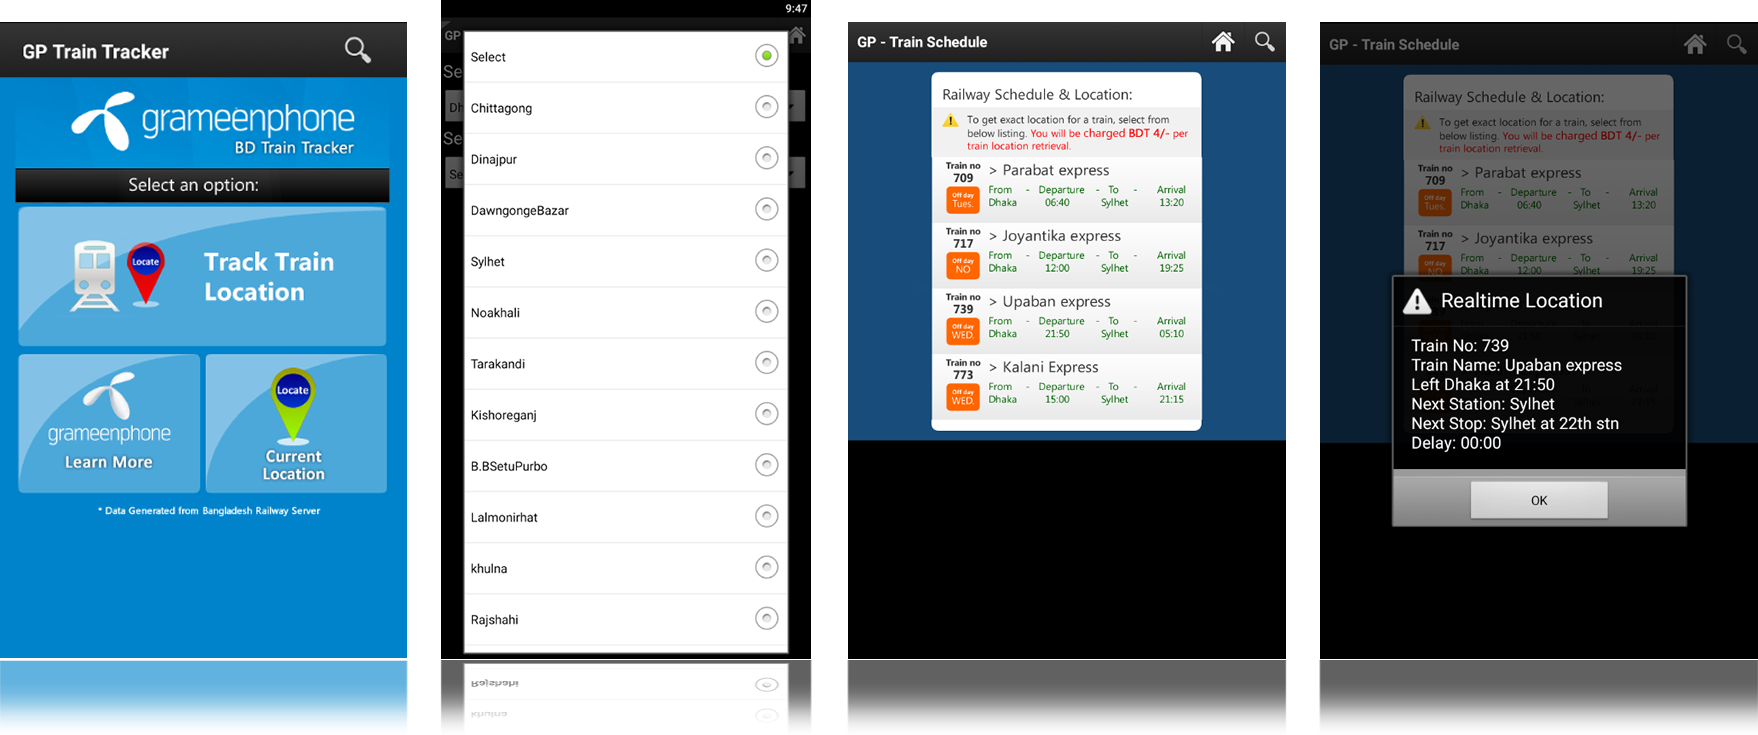 GP Train Tracker
grameenphone
BD Train Tracker
Select an option:
Locate
Track Train
Location
grameenphone
Learn More
Locate
Current
Location
* Data Generated from Bangladesh Railway Server
9:47
GP
Se
Dh
Se
Se
Select
Chittagong
Dinajpur
DawngongeBazar
Sylhet
Noakhali
Tarakandi
Kishoreganj
B.BSetuPurbo
Lalmonirhat
khulna
Rajshahi
Rajshahi
khulna
GP - Train Schedule
Railway Schedule & Location:
To get exact location for a train, select from
below listing. You will be charged BDT 4/- per
train location retrieval.
Train no
709
Off day
Tues.
> Parabat express
From - Departure - To - Arrival
Dhaka 06:40 Sylhet 13:20
Train no
717
Off day
NO
> Joyantika express
From - Departure - To - Arrival
Dhaka 12:00 Sylhet 19:25
Train no
739
Off day
WED.
> Upaban express
From - Departure - To - Arrival
Dhaka 21:50 Sylhet 05:10
Train no
773
Off day
WED.
> Kalani Express
From - Departure - To - Arrival
Dhaka 15:00 Sylhet 21:15
GP - Train Schedule
Railway Schedule & Location:
To get exact location for a train, select from
below listing. You will be charged BDT 4/- per
train location retrieval.
Train no
709
Off day
Tues.
> Parabat express
From - Departure - To - Arrival
Dhaka 06:40 Sylhet 13:20
Train no
717
Off day
NO
> Joyantika express
From - Departure - To - Arrival
Dhaka 12:00 Sylhet 19:25
Realtime Location
Train No: 739
Train Name: Upaban express
Left Dhaka at 21:50
Next Station: Sylhet
Next Stop: Sylhet at 22th stn
Delay: 00:00
OK